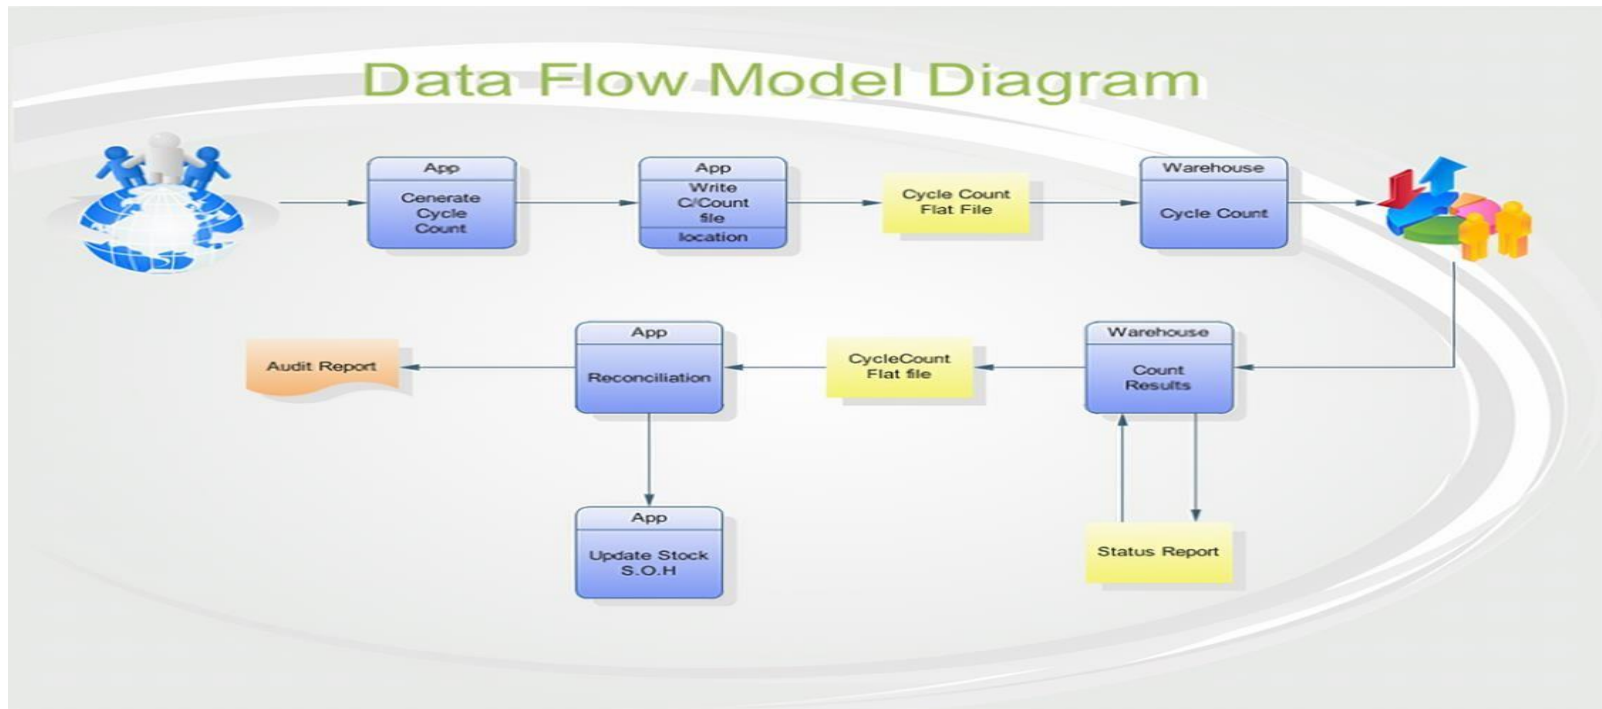 Data Flow Model Diagram
App
Cenerate
Cycle
Count
App
Write
C/Count
file
location
Cycle Count
Flat File
Warehouse
Cycle Count
Audit Report
App
Reconciliation
CycleCount
Flat file
Warehouse
Count
Results
App
Update Stock
S.O.H
Status Report